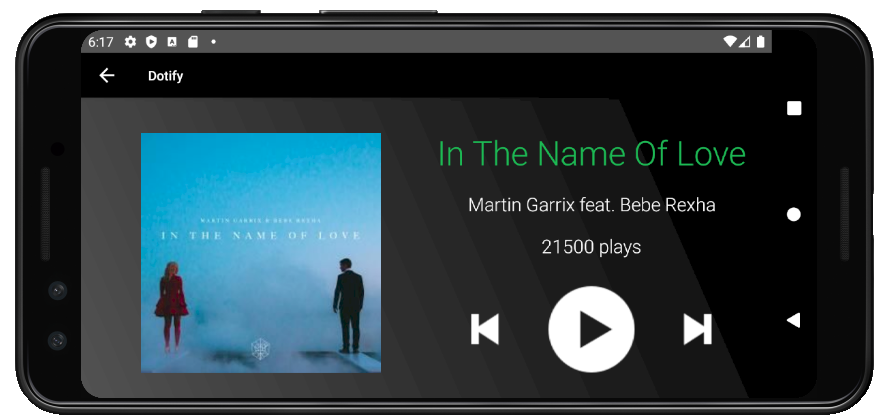 6:17
Dotify
MARTIN GARRIX & BEBE REXHA
IN THE NAME OF LOVE
In The Name Of Love
Martin Garrix feat. Bebe Rexha
21500 plays